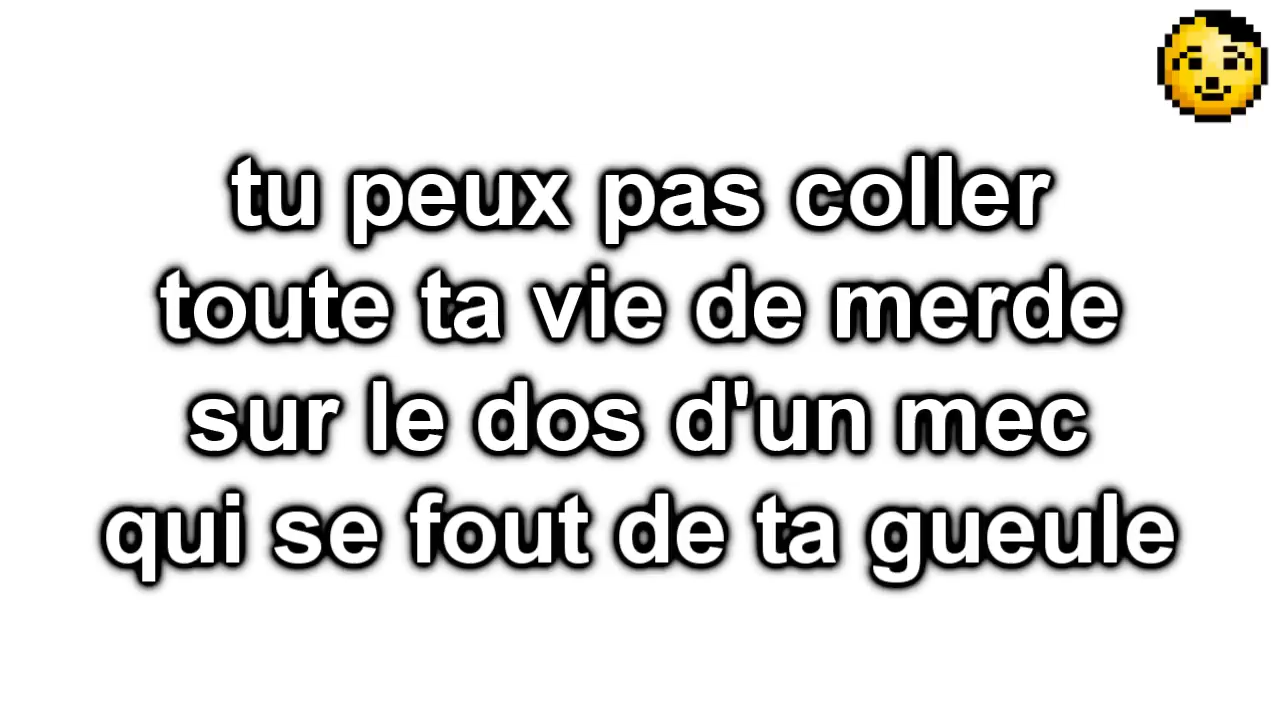 tu peux pas coller
toute ta vie de merde
sur le dos d'un mec
qui se fout de ta gueule